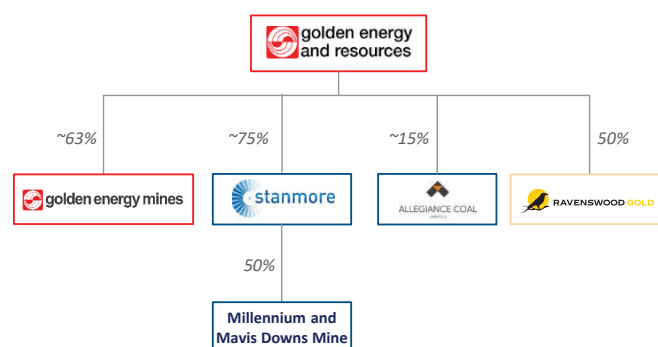 golden energy
and resources
~63%
~75%
~15%
50%
golden energy mines
stanmore
ALLEGIANCE COAL
RAVENSWOOD GOLD
50%
Millennium and
Mavis Downs Mine